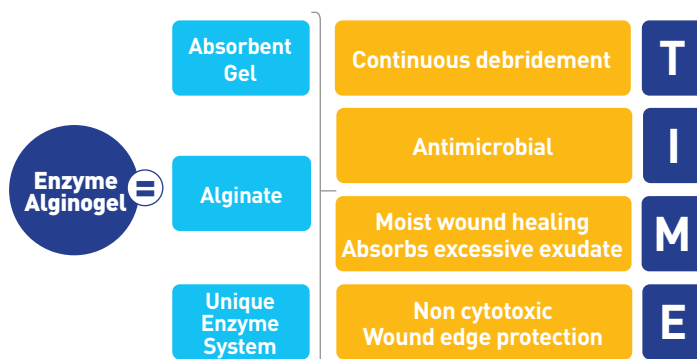 Enzyme
Alginogel
=
Absorbent
Gel
Alginate
Unique
Enzyme
System
Continuous debridement
T
Antimicrobial
I
Moist wound healing
Absorbs excessive exudate
M
Non cytotoxic
Wound edge protection
E